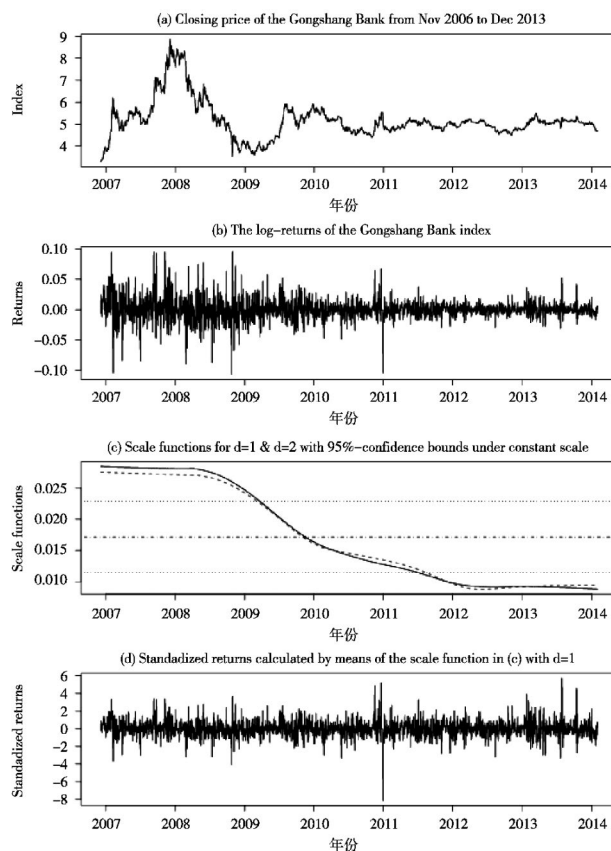 (a) Closing price of the Gongshang Bank from Nov 2006 to Dec 2013
Index
9
8
7
6
5
4
2007 2008 2009 2010 2011 2012 2013 2014
年份
(b) The log-returns of the Gongshang Bank index
Returns
0.10
0.05
0.00
-0.05
-0.10
2007 2008 2009 2010 2011 2012 2013 2014
年份
(c) Scale functions for d=1 & d=2 with 95%-confidence bounds under constant scale
Scale functions
0.025
0.020
0.015
0.010
2007 2008 2009 2010 2011 2012 2013 2014
年份
(d) Standadized returns calculated by means of the scale function in (c) with d=1
Standadized returns
6
4
2
0
-2
-4
-6
-8
2007 2008 2009 2010 2011 2012 2013 2014
年份